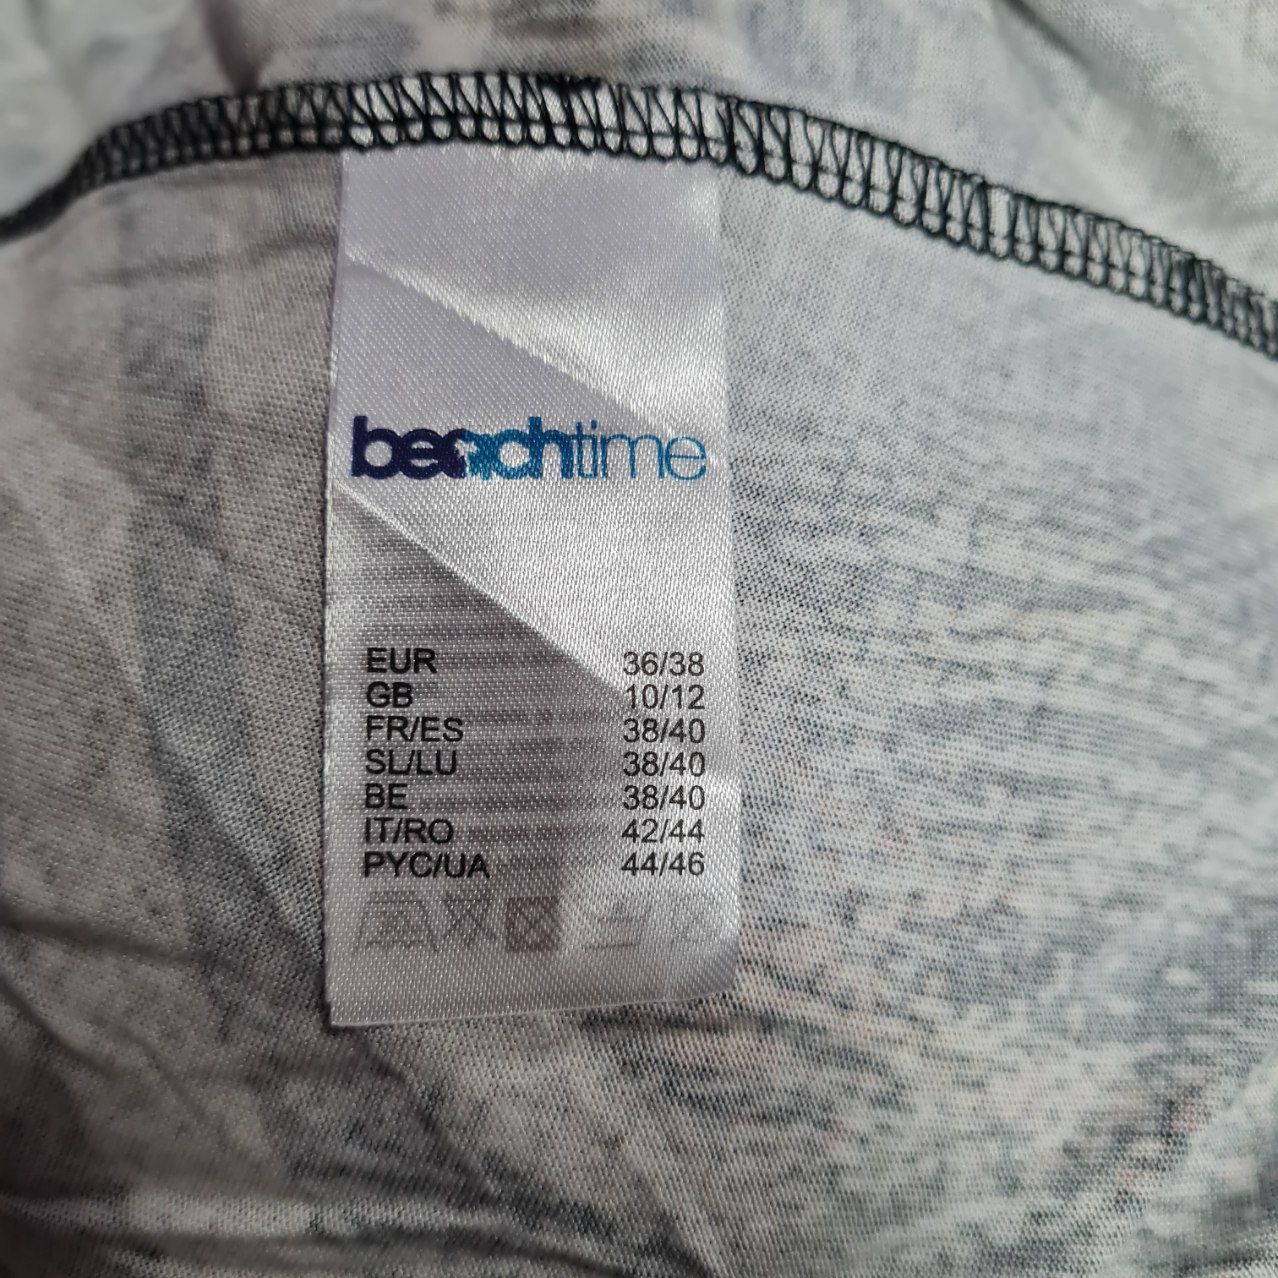 beachtime
EUR 36/38
GB 10/12
FR/ES 38/40
SL/LU 38/40
BE 38/40
IT/RO 42/44
РУС/UA 44/46